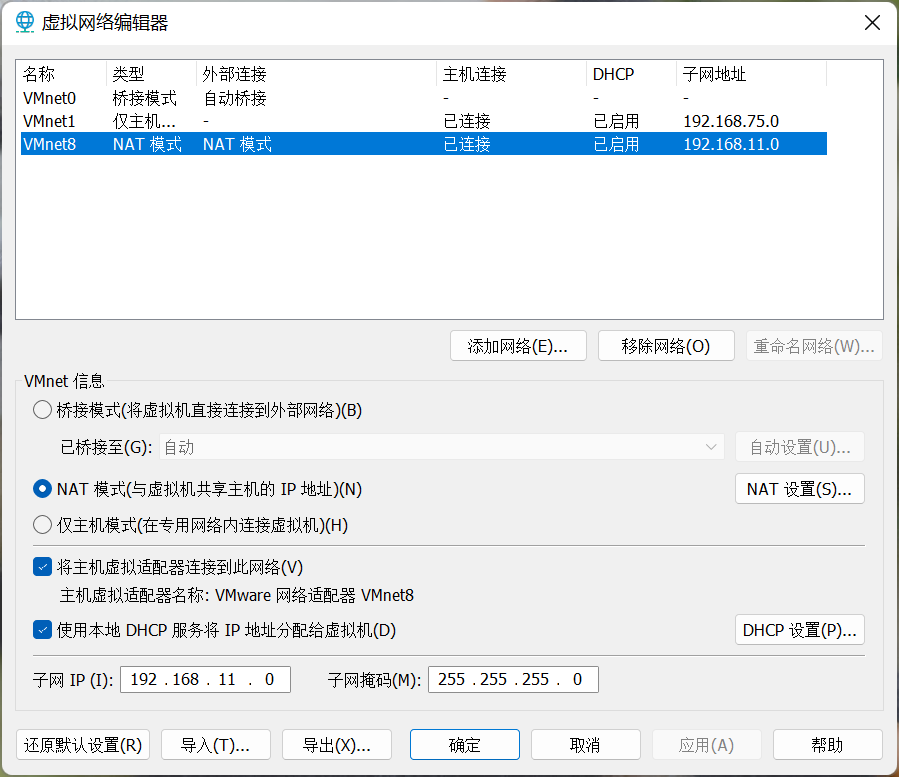 虚拟网络编辑器
名称 类型 外部连接 主机连接 DHCP 子网地址
VMnet0 桥接模式 自动桥接 - - -
VMnet1 仅主机... - 已连接 已启用 192.168.75.0
VMnet8 NAT 模式 NAT 模式 已连接 已启用 192.168.11.0
添加网络(E)... 移除网络(O) 重命名网络(W)...
VMnet 信息
桥接模式(将虚拟机直接连接到外部网络)(B)
已桥接至(G): 自动 自动设置(U)...
NAT 模式(与虚拟机共享主机的 IP 地址)(N) NAT 设置(S)...
仅主机模式(在专用网络内连接虚拟机)(H)
将主机虚拟适配器连接到此网络(V)
主机虚拟适配器名称: VMware 网络适配器 VMnet8
使用本地 DHCP 服务将 IP 地址分配给虚拟机(D) DHCP 设置(P)...
子网 IP (I): 192 . 168 . 11 . 0 子网掩码(M): 255 . 255 . 255 . 0
还原默认设置(R) 导入(T)... 导出(X)... 确定 取消 应用(A) 帮助